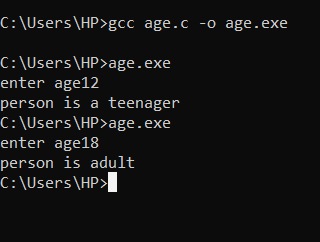 C:\Users\HP>gcc age.c -o age.exe
C:\Users\HP>age.exe
enter age12
person is a teenager
C:\Users\HP>age.exe
enter age18
person is adult
C:\Users\HP>